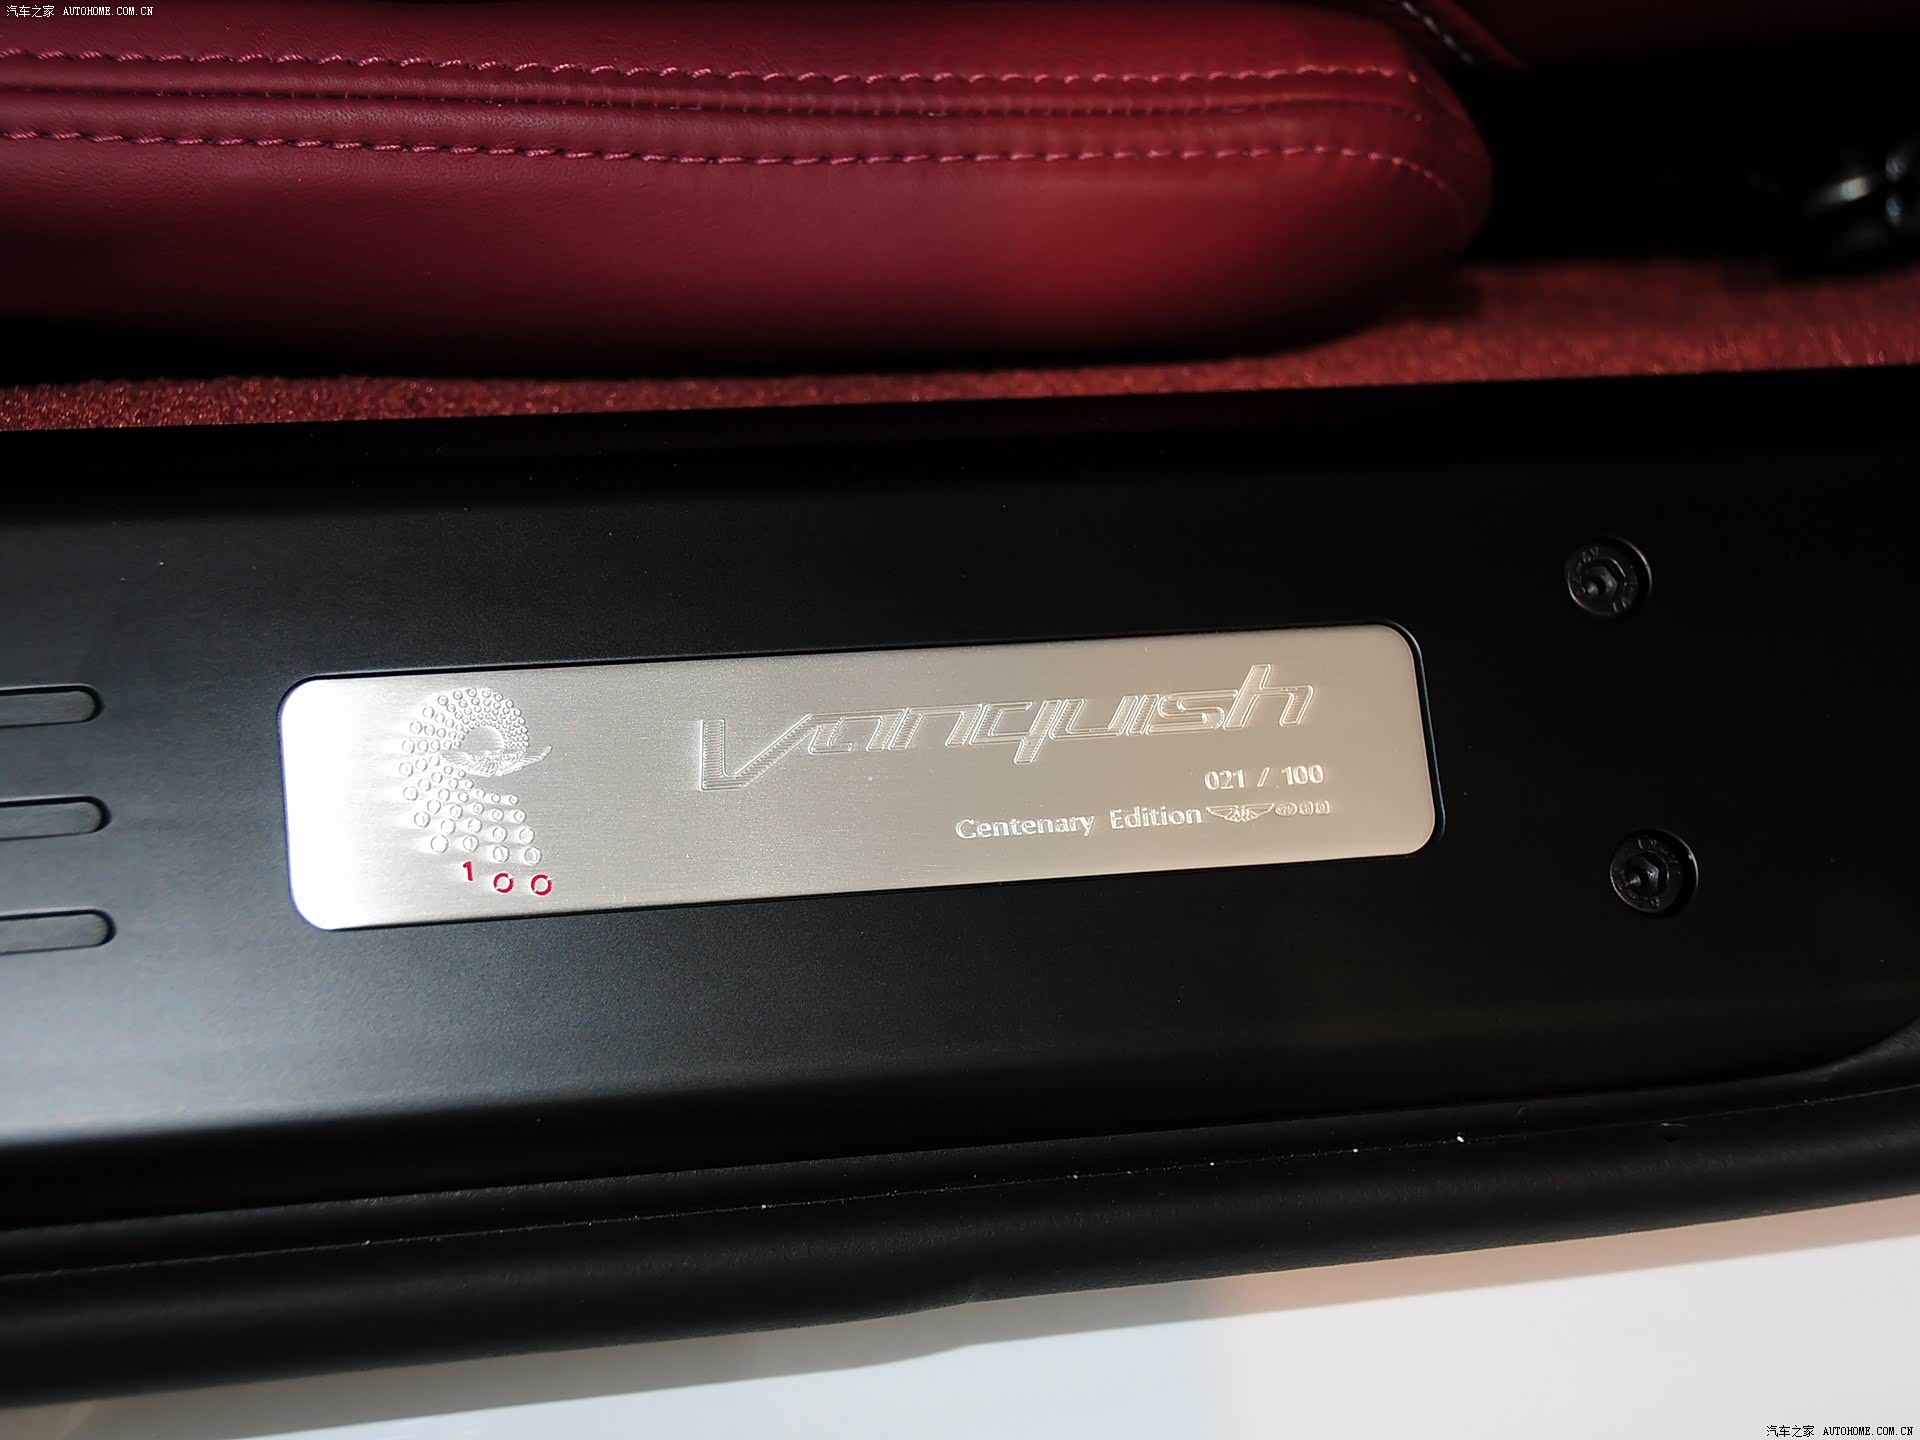 汽车之家 AUTOHOME.COM.CN
Vanquish
021 / 100
Centenary Edition
100
汽车之家 AUTOHOME.COM.CN